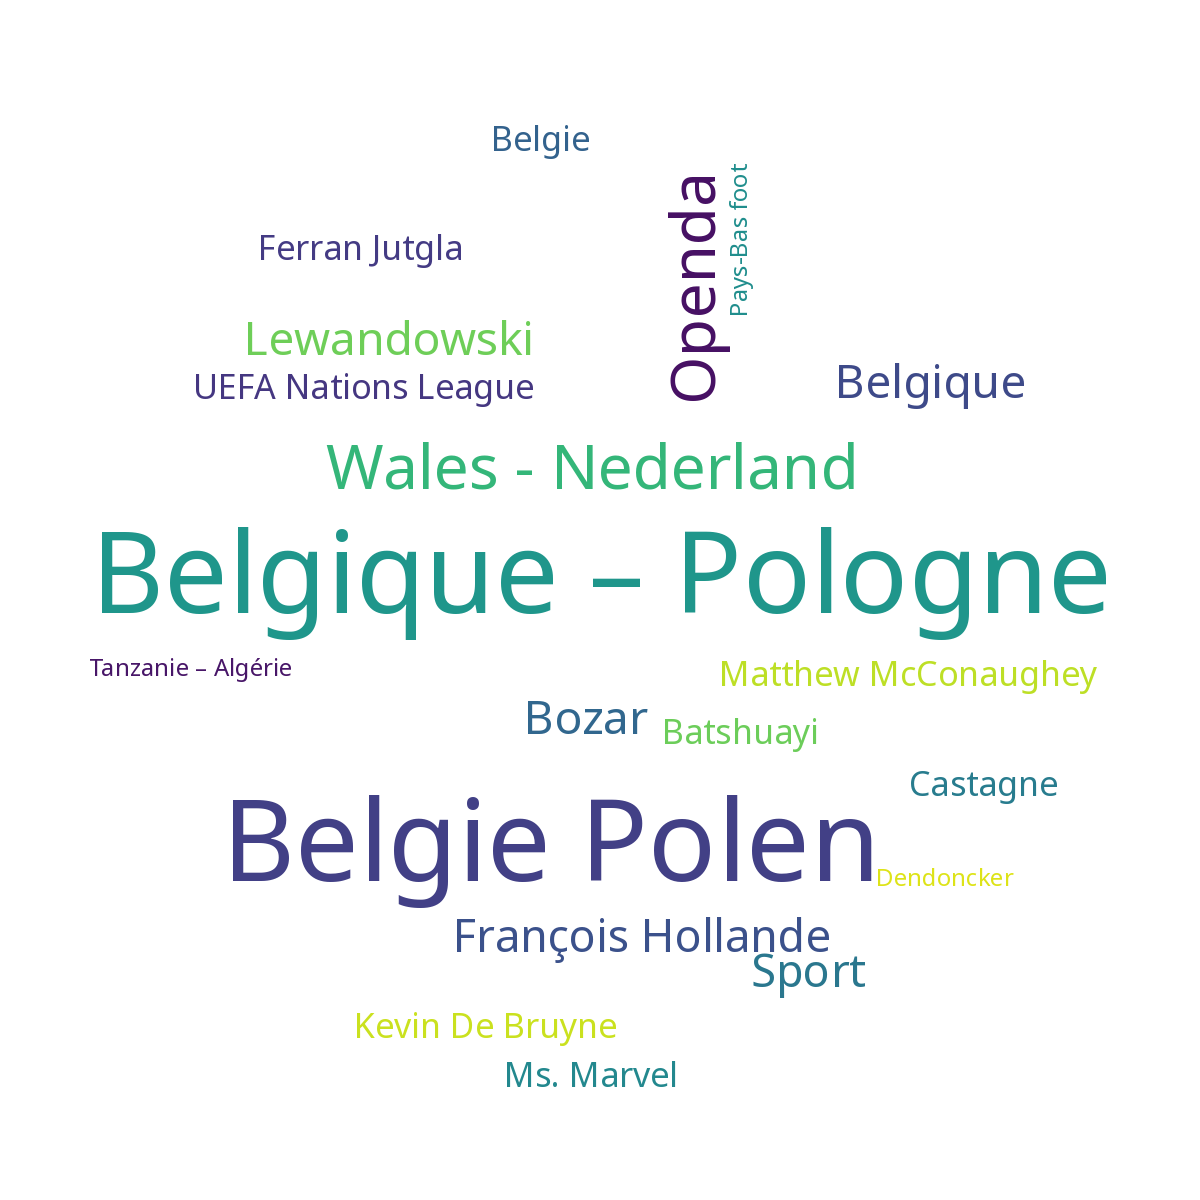 Belgie
Openda
Pays-Bas foot
Ferran Jutgla
Lewandowski
UEFA Nations League
Belgique
Wales - Nederland
Belgique – Pologne
Tanzanie – Algérie
Matthew McConaughey
Bozar
Batshuayi
Castagne
Belgie Polen
Dendoncker
François Hollande
Sport
Kevin De Bruyne
Ms. Marvel